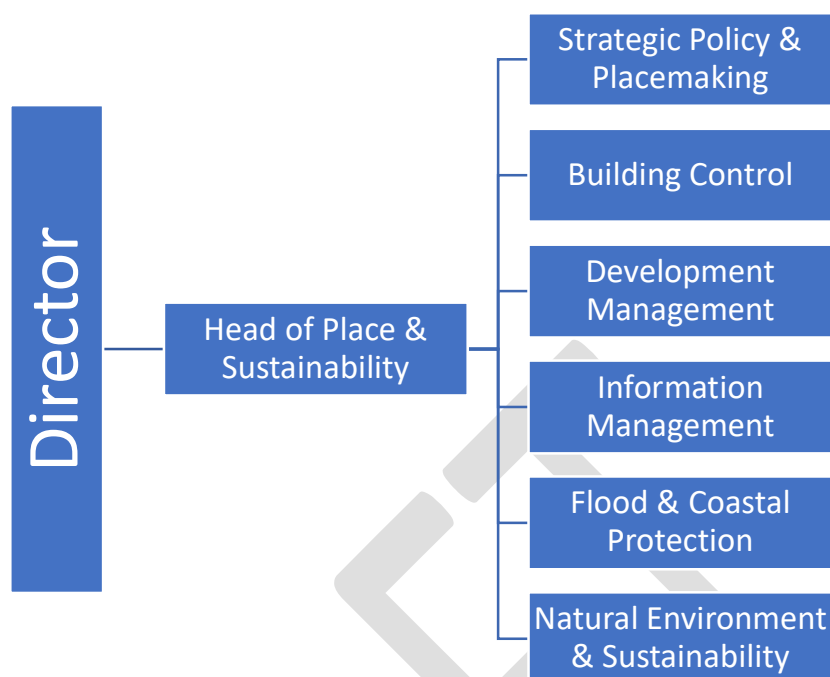 Director
Head of Place &
Sustainability
Strategic Policy &
Placemaking
Building Control
Development
Management
Information
Management
Flood & Coastal
Protection
Natural Environment
& Sustainability